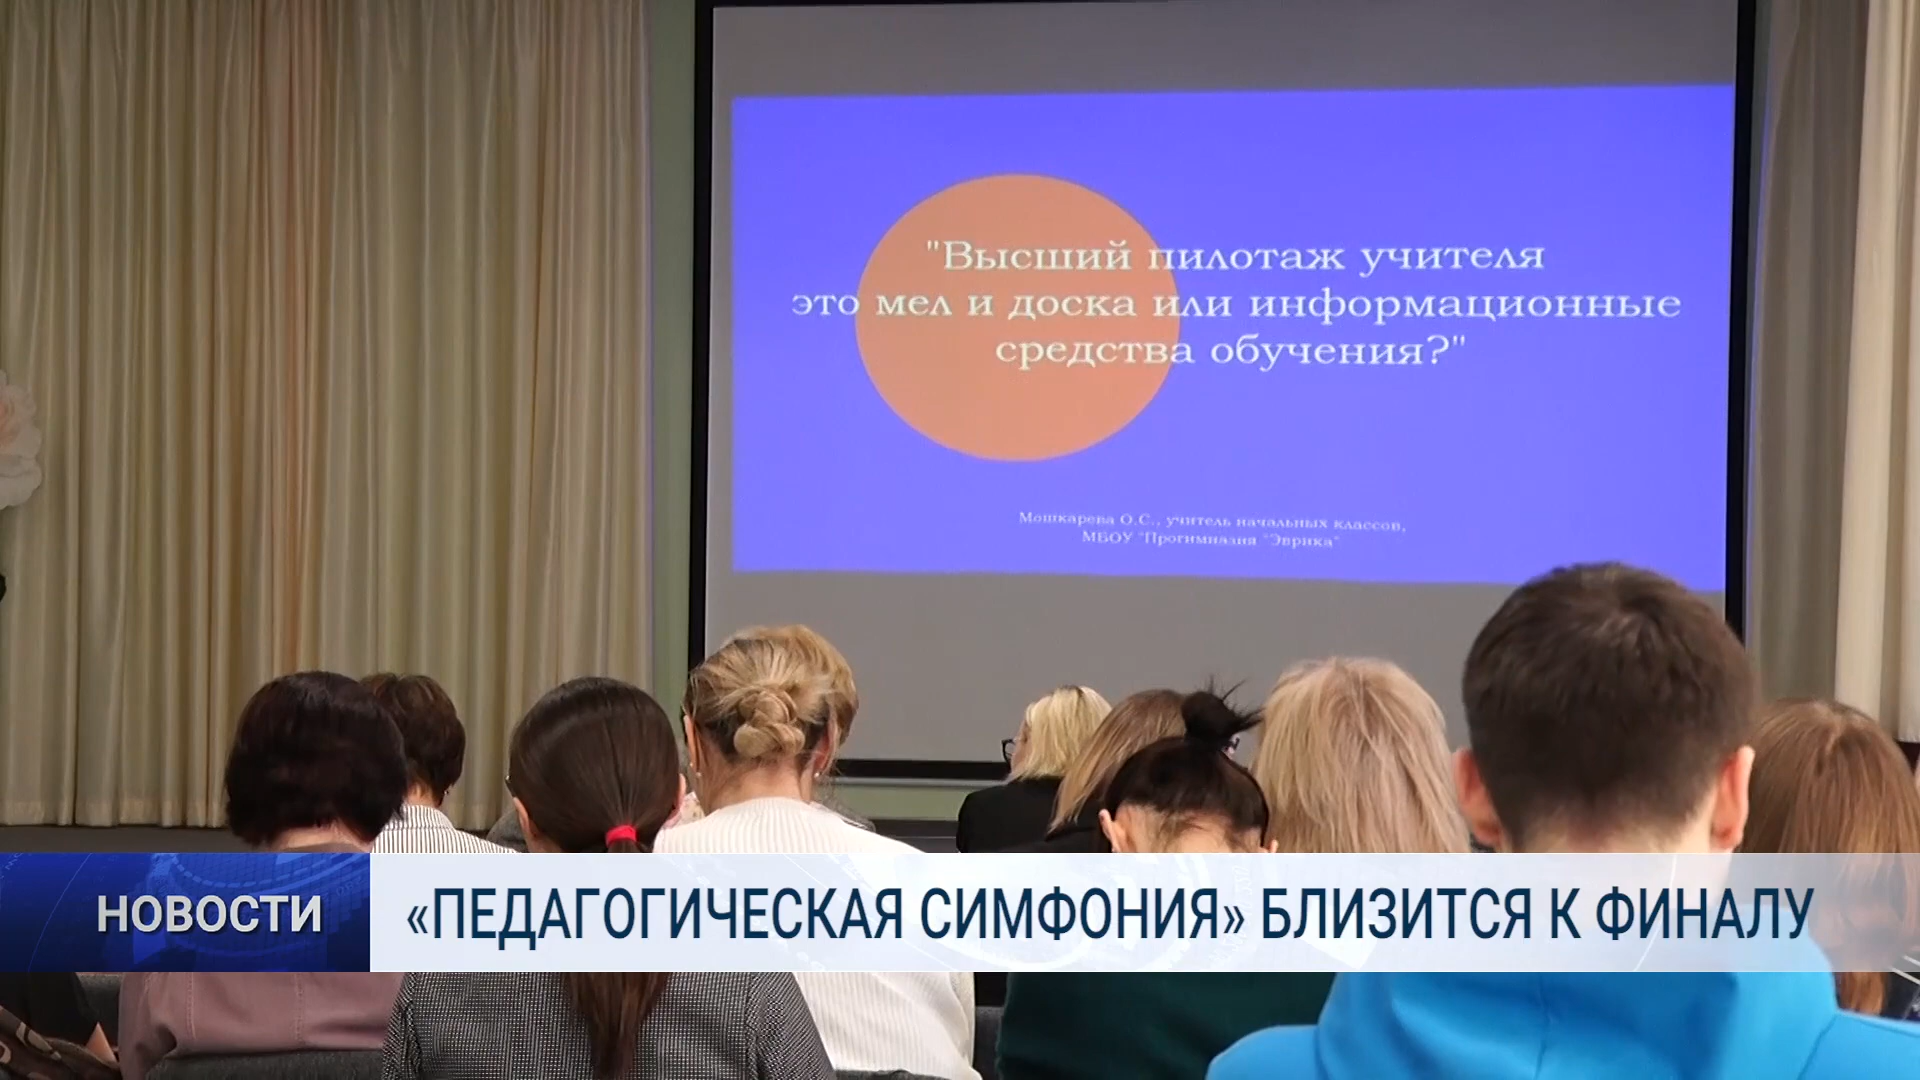 "Высший пилотаж учителя
это мел и доска или информационные
средства обучения?"
Мошкарева О.С., учитель начальных классов,
МБОУ "Прогимназия "Эврика"
НОВОСТИ
«ПЕДАГОГИЧЕСКАЯ СИМФОНИЯ» БЛИЗИТСЯ К ФИНАЛУ